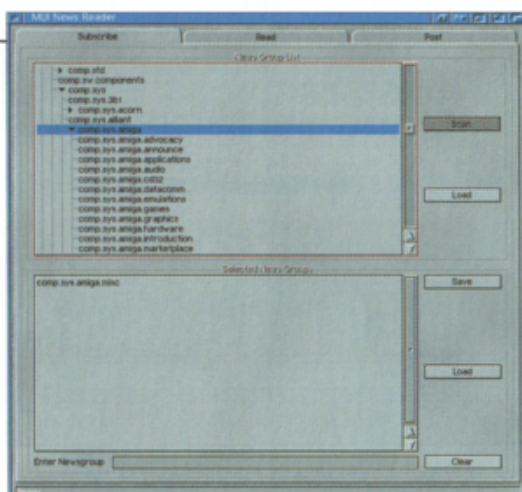 MUI News Reader
Subscribe Read Post
News Group List
comp.std
comp.sw.components
comp.sys
comp.sys.3b1
comp.sys.acorn
comp.sys.alliant
comp.sys.amiga
comp.sys.amiga.advocacy
comp.sys.amiga.announce
comp.sys.amiga.applications
comp.sys.amiga.audio
comp.sys.amiga.cd32
comp.sys.amiga.datacomm
comp.sys.amiga.emulations
comp.sys.amiga.games
comp.sys.amiga.graphics
comp.sys.amiga.hardware
comp.sys.amiga.introduction
comp.sys.amiga.marketplace
Scan
Load
Selected News Groups
comp.sys.amiga.misc
Save
Load
Enter Newsgroup
Clear